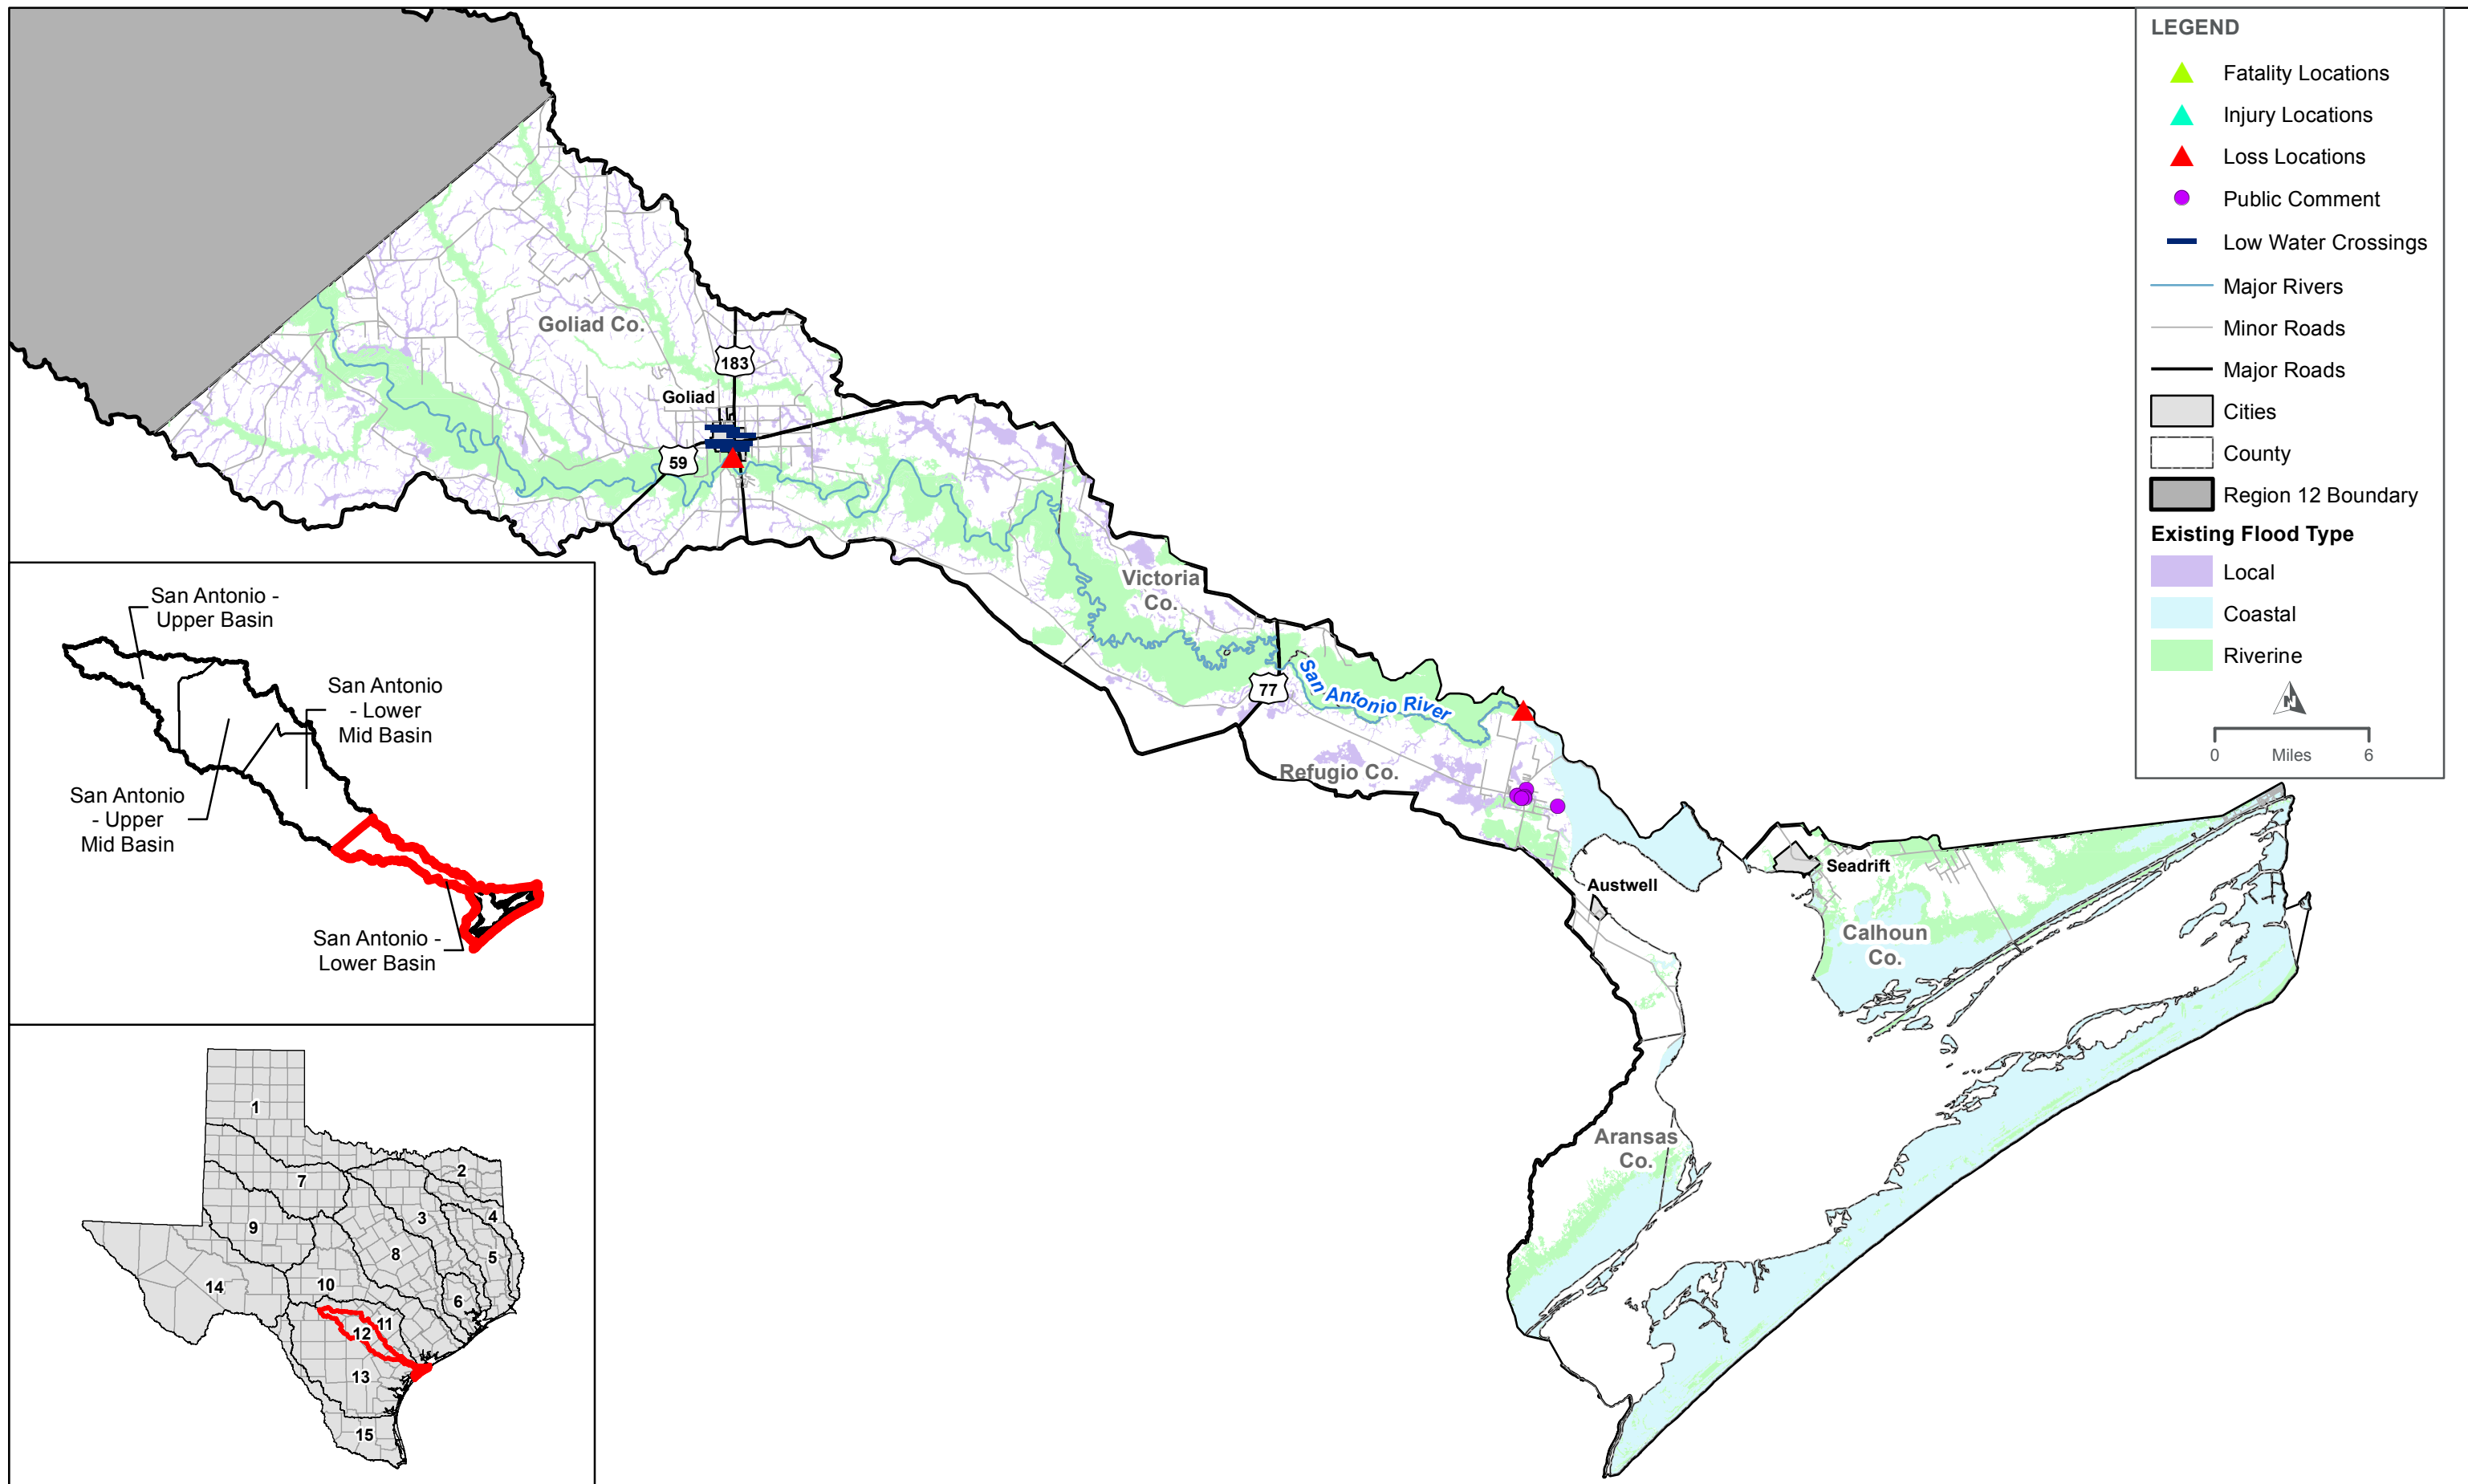 LEGEND
Fatality Locations
Injury Locations
Loss Locations
Public Comment
Low Water Crossings
Major Rivers
Minor Roads
Major Roads
Cities
County
Region 12 Boundary
Existing Flood Type
Local
Coastal
Riverine
N
0
Miles
6
Goliad Co.
183
Goliad
59
Victoria
Co.
77
San Antonio River
Refugio Co.
Austwell
Seadrift
Calhoun
Co.
Aransas
Co.
San Antonio -
Upper Basin
San Antonio
- Lower
Mid Basin
San Antonio
- Upper
Mid Basin
San Antonio -
Lower Basin
1
2
7
3
4
9
8
5
14
10
6
11
12
13
15